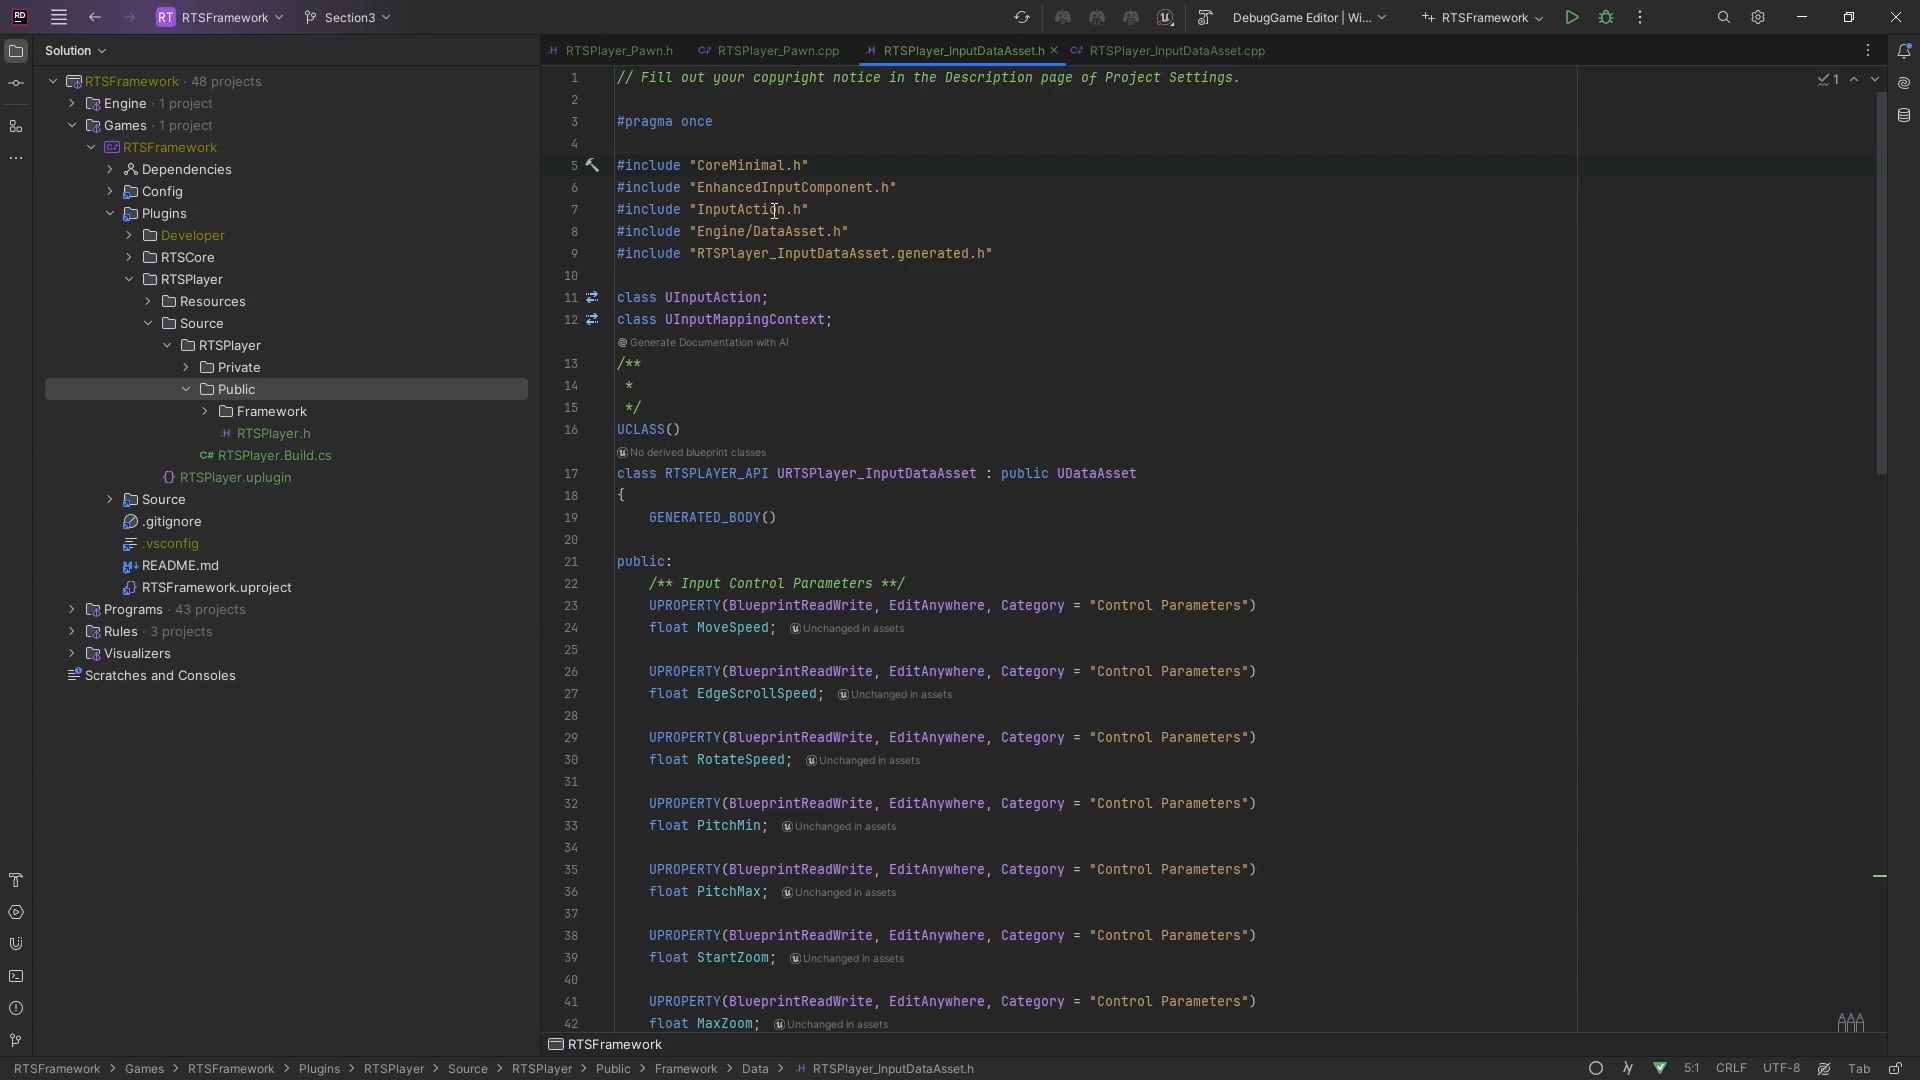 RD RT RTSFramework Section3 DebugGame Editor | Wi... RTSFramework
Solution
RTSPlayer_Pawn.h RTSPlayer_Pawn.cpp RTSPlayer_InputDataAsset.h RTSPlayer_InputDataAsset.cpp
RTSFramework · 48 projects
Engine · 1 project
Games · 1 project
RTSFramework
Dependencies
Config
Plugins
Developer
RTSCore
RTSPlayer
Resources
Source
RTSPlayer
Private
Public
Framework
.H RTSPlayer.h
C# RTSPlayer.Build.cs
{} RTSPlayer.uplugin
Source
.gitignore
.vsconfig
README.md
RTSFramework.uproject
Programs · 43 projects
Rules · 3 projects
Visualizers
Scratches and Consoles
1 // Fill out your copyright notice in the Description page of Project Settings. 1
2
3 #pragma once
4
5 #include "CoreMinimal.h"
6 #include "EnhancedInputComponent.h"
7 #include "InputAction.h"
8 #include "Engine/DataAsset.h"
9 #include "RTSPlayer_InputDataAsset.generated.h"
10
11 class UInputAction;
12 class UInputMappingContext;
Generate Documentation with AI
13 /**
14 *
15 */
16 UCLASS()
No derived blueprint classes
17 class RTSPLAYER_API URTSPlayer_InputDataAsset : public UDataAsset
18 {
19 GENERATED_BODY()
20
21 public:
22 /** Input Control Parameters **/
23 UPROPERTY(BlueprintReadWrite, EditAnywhere, Category = "Control Parameters")
24 float MoveSpeed; Unchanged in assets
25
26 UPROPERTY(BlueprintReadWrite, EditAnywhere, Category = "Control Parameters")
27 float EdgeScrollSpeed; Unchanged in assets
28
29 UPROPERTY(BlueprintReadWrite, EditAnywhere, Category = "Control Parameters")
30 float RotateSpeed; Unchanged in assets
31
32 UPROPERTY(BlueprintReadWrite, EditAnywhere, Category = "Control Parameters")
33 float PitchMin; Unchanged in assets
34
35 UPROPERTY(BlueprintReadWrite, EditAnywhere, Category = "Control Parameters")
36 float PitchMax; Unchanged in assets
37
38 UPROPERTY(BlueprintReadWrite, EditAnywhere, Category = "Control Parameters")
39 float StartZoom; Unchanged in assets
40
41 UPROPERTY(BlueprintReadWrite, EditAnywhere, Category = "Control Parameters")
42 float MaxZoom; Unchanged in assets
RTSFramework
RTSFramework > Games > RTSFramework > Plugins > RTSPlayer > Source > RTSPlayer > Public > Framework > Data > .H RTSPlayer_InputDataAsset.h 5:1 CRLF UTF-8 Tab